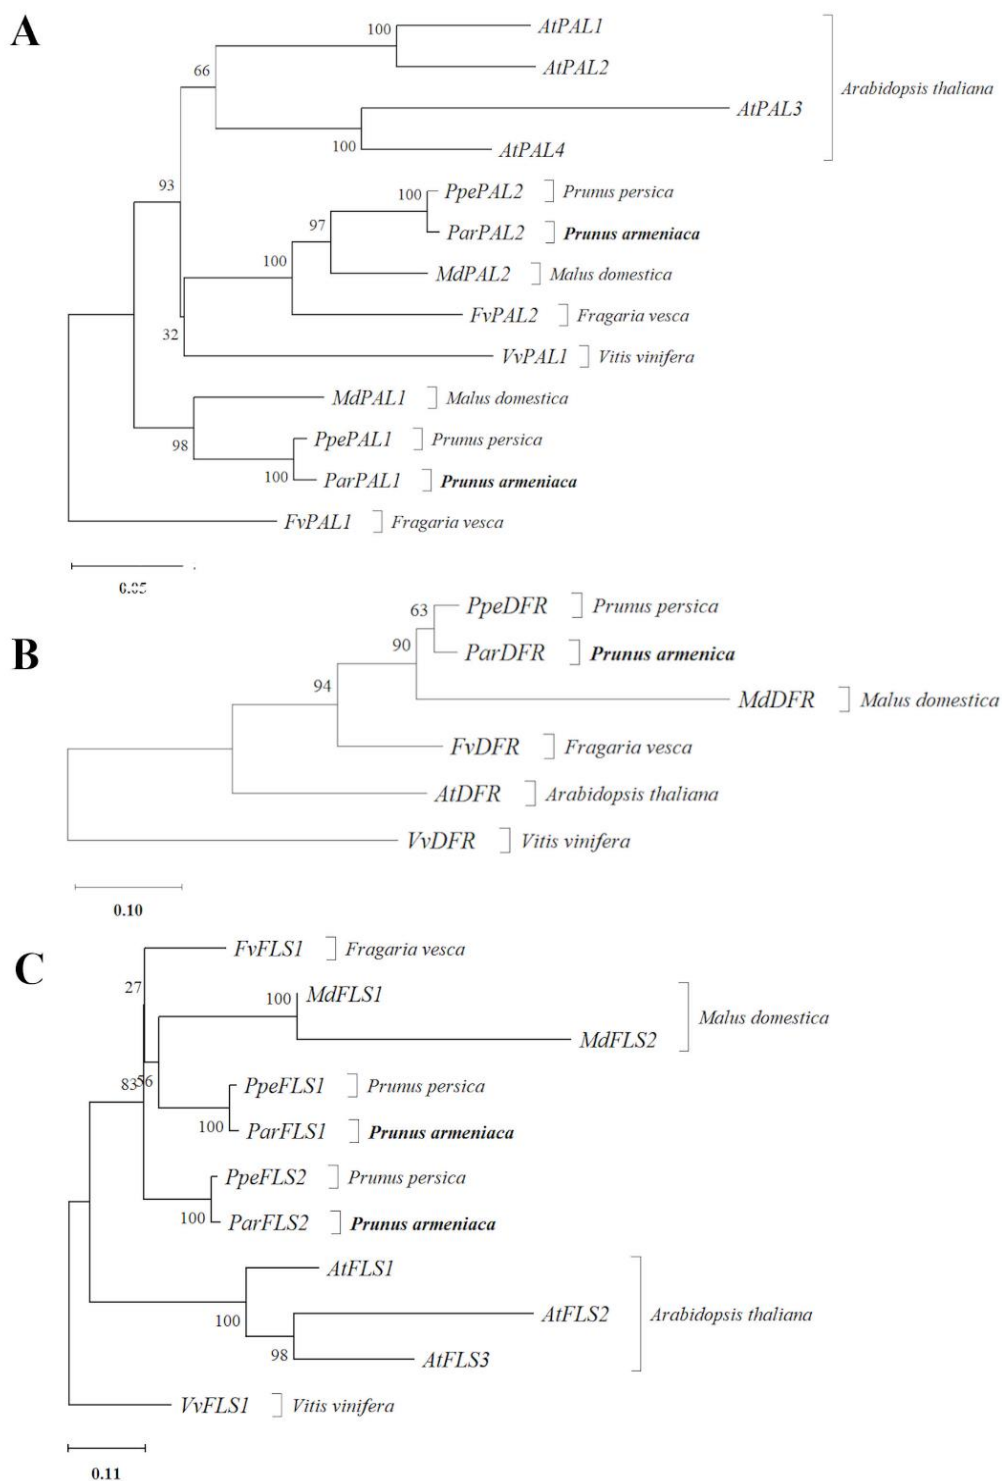 A
100 AtPAL1
AtPAL2
66
Arabidopsis thaliana
AtPAL3
100 AtPAL4
93
100 PpePAL2 Prunus persica
97 ParPAL2 Prunus armeniaca
100 MdPAL2 Malus domestica
FvPAL2 Fragaria vesca
32
VvPAL1 Vitis vinifera
MdPAL1 Malus domestica
98 PpePAL1 Prunus persica
100 ParPAL1 Prunus armeniaca
FvPAL1 Fragaria vesca
B
63 PpeDFR Prunus persica
90 ParDFR Prunus armenica
94 MdDFR Malus domestica
FvDFR Fragaria vesca
AtDFR Arabidopsis thaliana
VvDFR Vitis vinifera
0.10
C
FvFLS1 Fragaria vesca
27
100 MdFLS1
Malus domestica
MdFLS2
83 56 PpeFLS1 Prunus persica
100 ParFLS1 Prunus armeniaca
PpeFLS2 Prunus persica
100 ParFLS2 Prunus armeniaca
AtFLS1
100 AtFLS2 Arabidopsis thaliana
98 AtFLS3
VvFLS1 Vitis vinifera
0.11